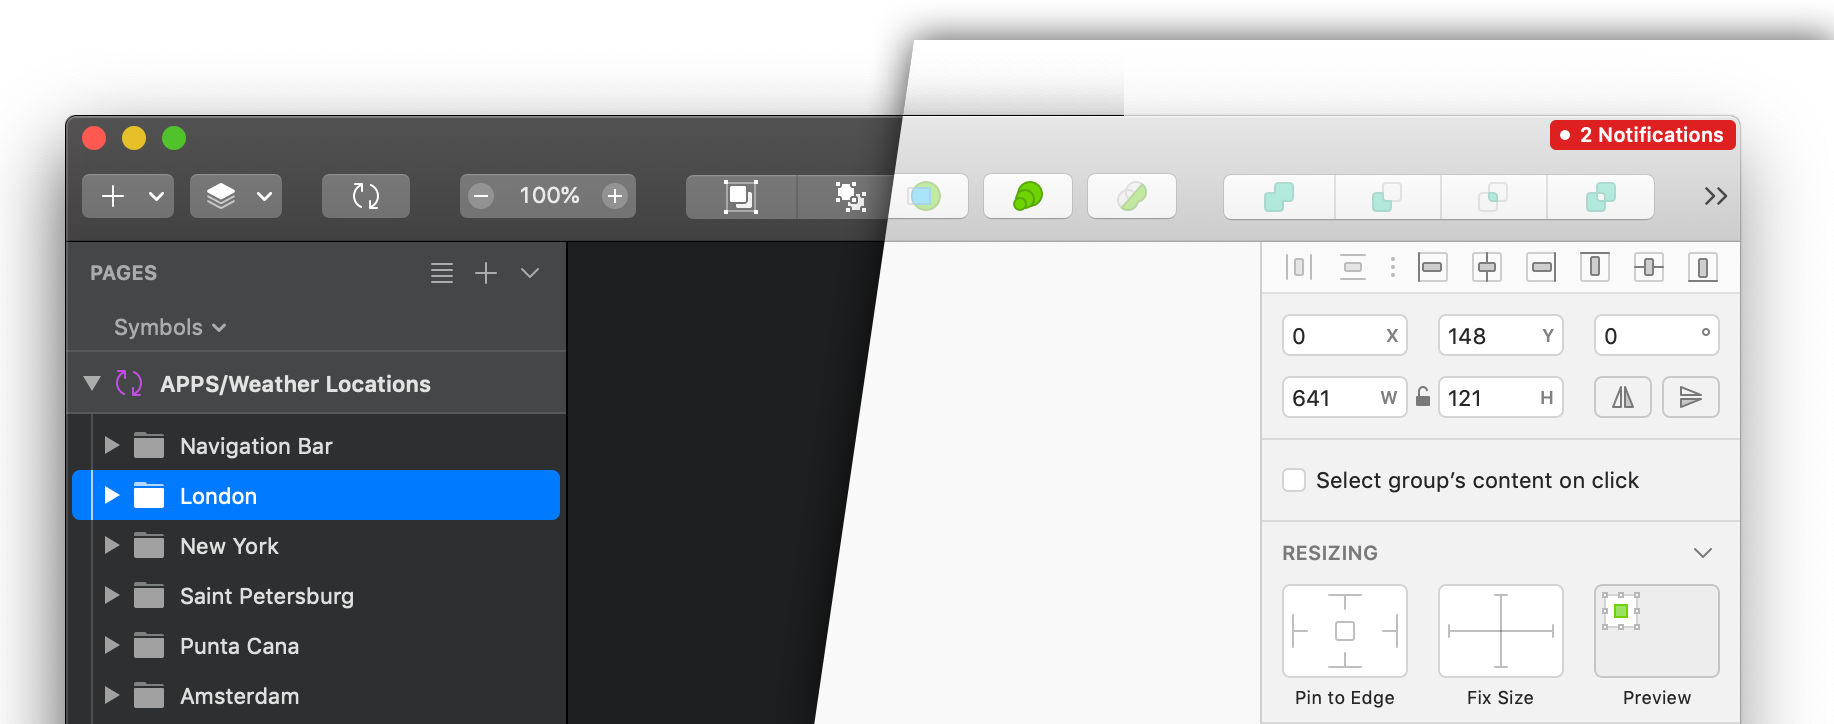 2 Notifications
100%
PAGES
Symbols
APPS/Weather Locations
Navigation Bar
London
New York
Saint Petersburg
Punta Cana
Amsterdam
0 X 148 Y 0 °
641 W 121 H
Select group’s content on click
RESIZING
Pin to Edge Fix Size Preview